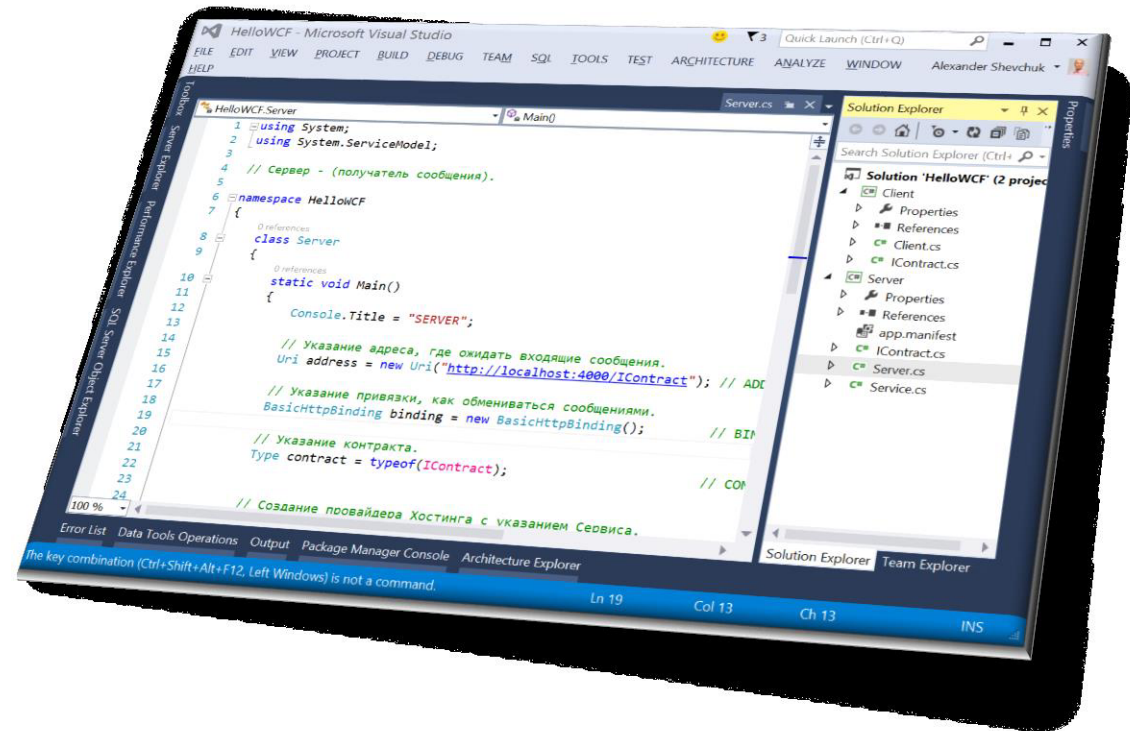 HelloWCF - Microsoft Visual Studio
3
Quick Launch (Ctrl+Q)
FILE EDIT VIEW PROJECT BUILD DEBUG TEAM SQL TOOLS TEST ARCHITECTURE ANALYZE WINDOW Alexander Shevchuk
HELP
Toolbox
Server Explorer
Performance Explorer
SQL Server Object Explorer
Server.cs
HelloWCF.Server
Main()
1 using System;
2 using System.ServiceModel;
3
4 // Сервер - (получатель сообщения).
5
6 namespace HelloWCF
7 {
0 references
8 class Server
9 {
0 references
10 static void Main()
11 {
12 Console.Title = "SERVER";
13
14 // Указание адреса, где ожидать входящие сообщения.
15 Uri address = new Uri("http://localhost:4000/IContract"); // ADD
16
17 // Указание привязки, как обмениваться сообщениями.
18 BasicHttpBinding binding = new BasicHttpBinding(); // BIN
19
20 // Указание контракта.
21 Type contract = typeof(IContract); // CON
22
23
24 // Создание провайдера Хостинга с указанием Сервиса.
100 %
Solution Explorer
Search Solution Explorer (Ctrl+
Solution 'HelloWCF' (2 projec
Client
Properties
References
Client.cs
IContract.cs
Server
Properties
References
app.manifest
IContract.cs
Server.cs
Service.cs
Solution Explorer Team Explorer
Properties
Error List Data Tools Operations Output Package Manager Console Architecture Explorer
The key combination (Ctrl+Shift+Alt+F12, Left Windows) is not a command.
Ln 19 Col 13 Ch 13 INS